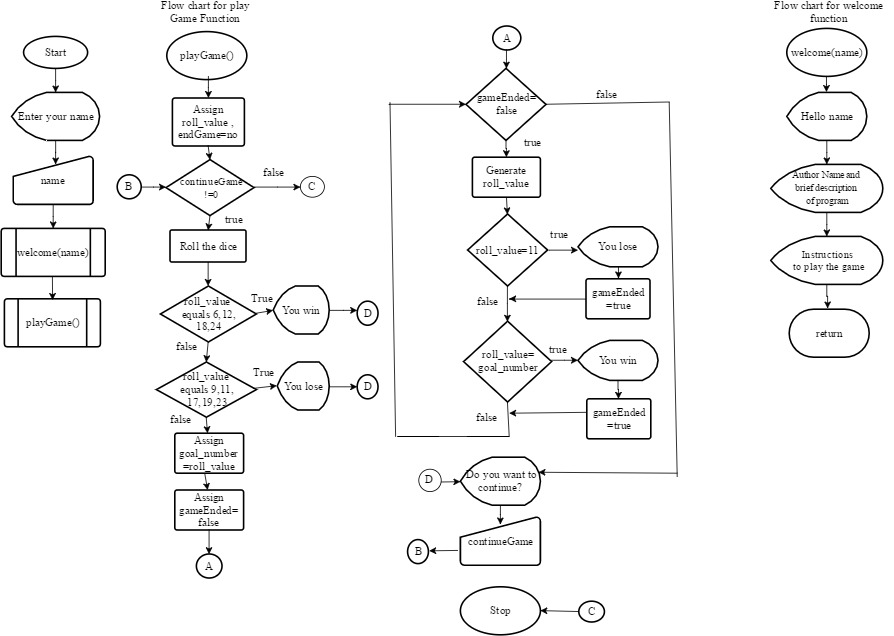 Flow chart for play
Game Function
Flow chart for welcome
function
Start
Enter your name
name
welcome(name)
playGame()
playGame()
Assign
roll_value ,
endGame=no
B
continueGame
!=0
false
C
true
Roll the dice
roll_value
equals 6,12,
18,24
True
You win
D
false
roll_value
equals 9,11,
17,19,23
True
You lose
D
false
Assign
goal_number
=roll_value
Assign
gameEnded=
false
A
A
gameEnded=
false
false
true
Generate
roll_value
roll_value=11
true
You lose
gameEnded
=true
false
roll_value=
goal_number
true
You win
gameEnded
=true
false
D
Do you want to
continue?
continueGame
B
Stop
C
welcome(name)
Hello name
Author Name and
brief description
of program
Instructions
to play the game
return